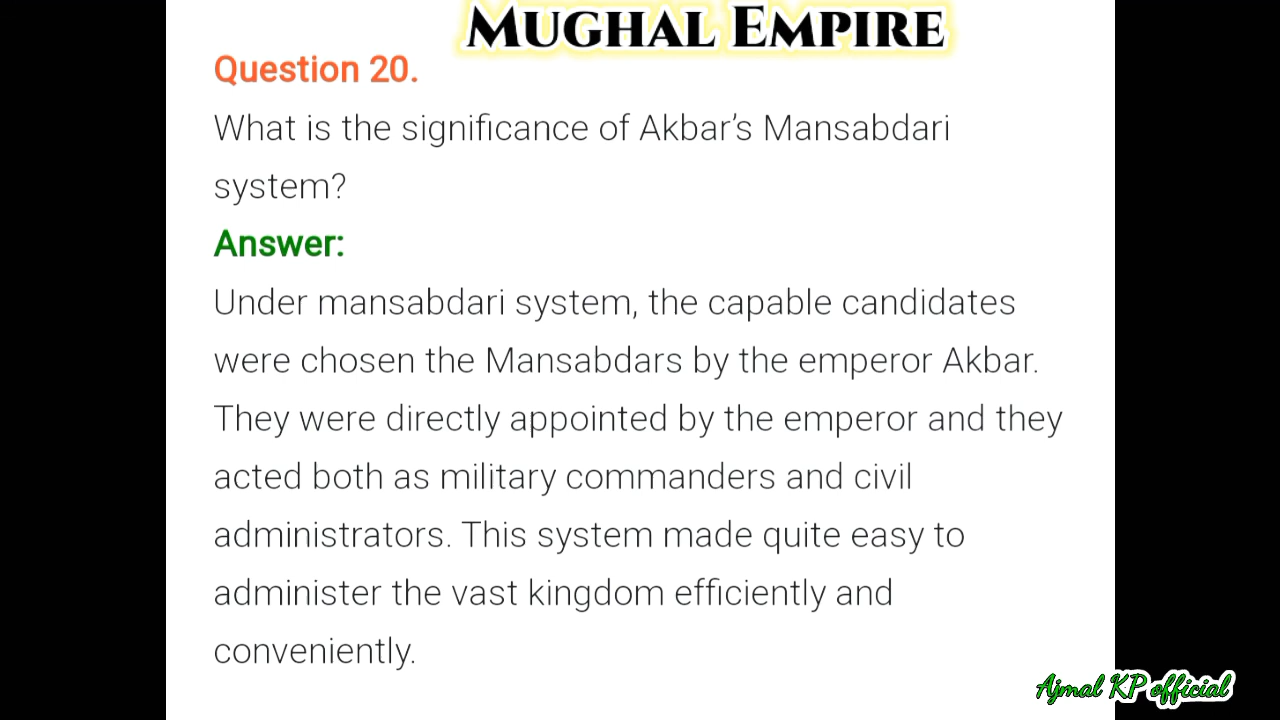 MUGHAL EMPIRE
Question 20.
What is the significance of Akbar’s Mansabdari
system?
Answer:
Under mansabdari system, the capable candidates
were chosen the Mansabdars by the emperor Akbar.
They were directly appointed by the emperor and they
acted both as military commanders and civil
administrators. This system made quite easy to
administer the vast kingdom efficiently and
conveniently.
Ajmal KP official